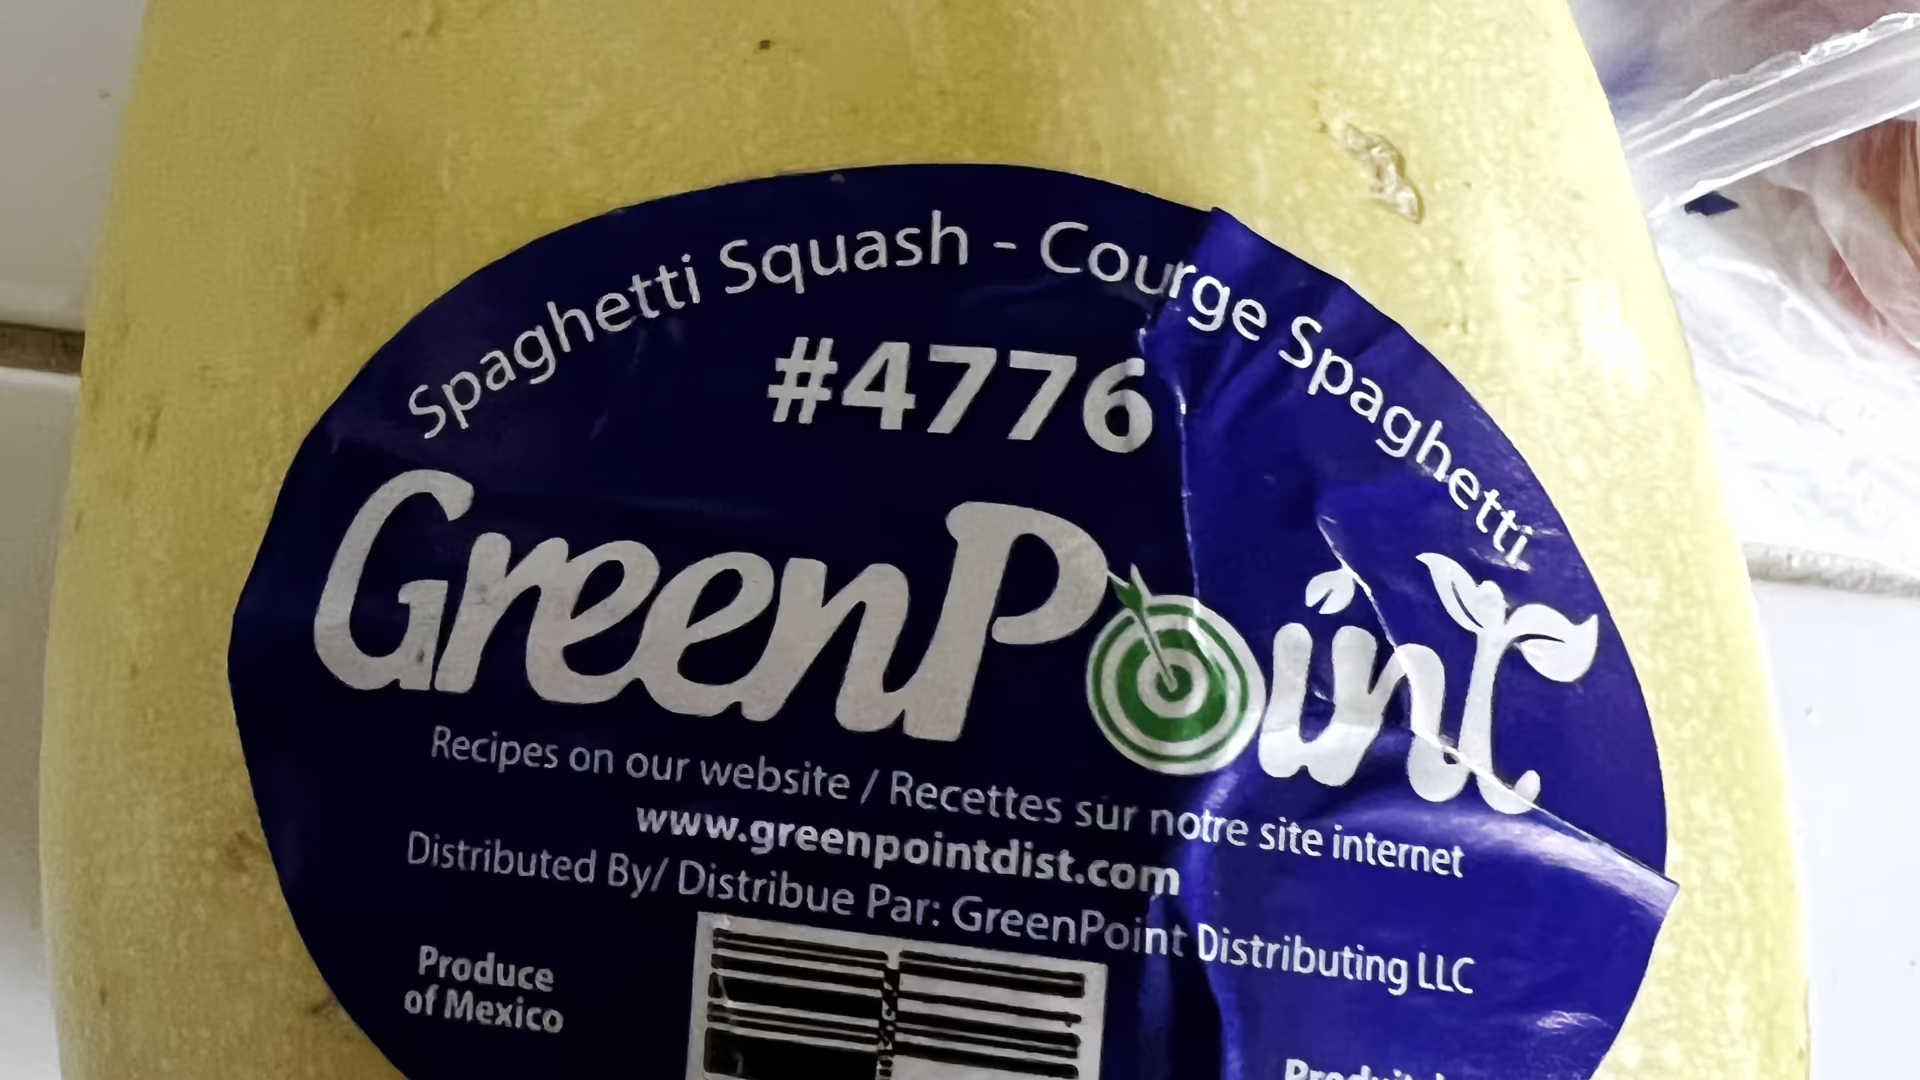 Spaghetti Squash - Courge Spaghetti
#4776
GreenPoint
Recipes on our website / Recettes sur notre site internet
www.greenpointdist.com
Distributed By/ Distribue Par: GreenPoint Distributing LLC
Produce
of Mexico